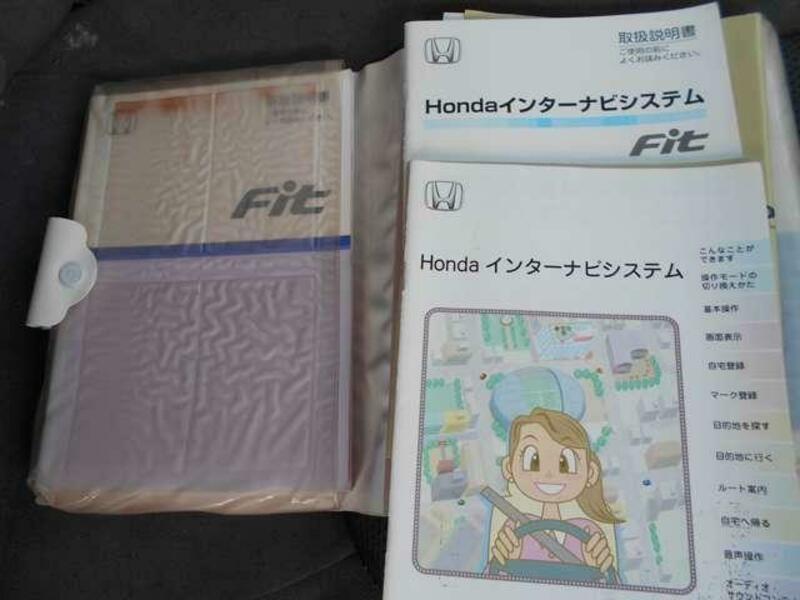 Fit
取扱説明書
ご使用の前に
よくお読みください。
Hondaインターナビシステム
Fit
Honda インターナビシステム
こんなことが
できます
操作モードの
切り換えかた
基本操作
画面表示
自宅登録
マーク登録
目的地を探す
目的地に行く
ルート案内
自宅へ帰る
音声操作
オーディオ